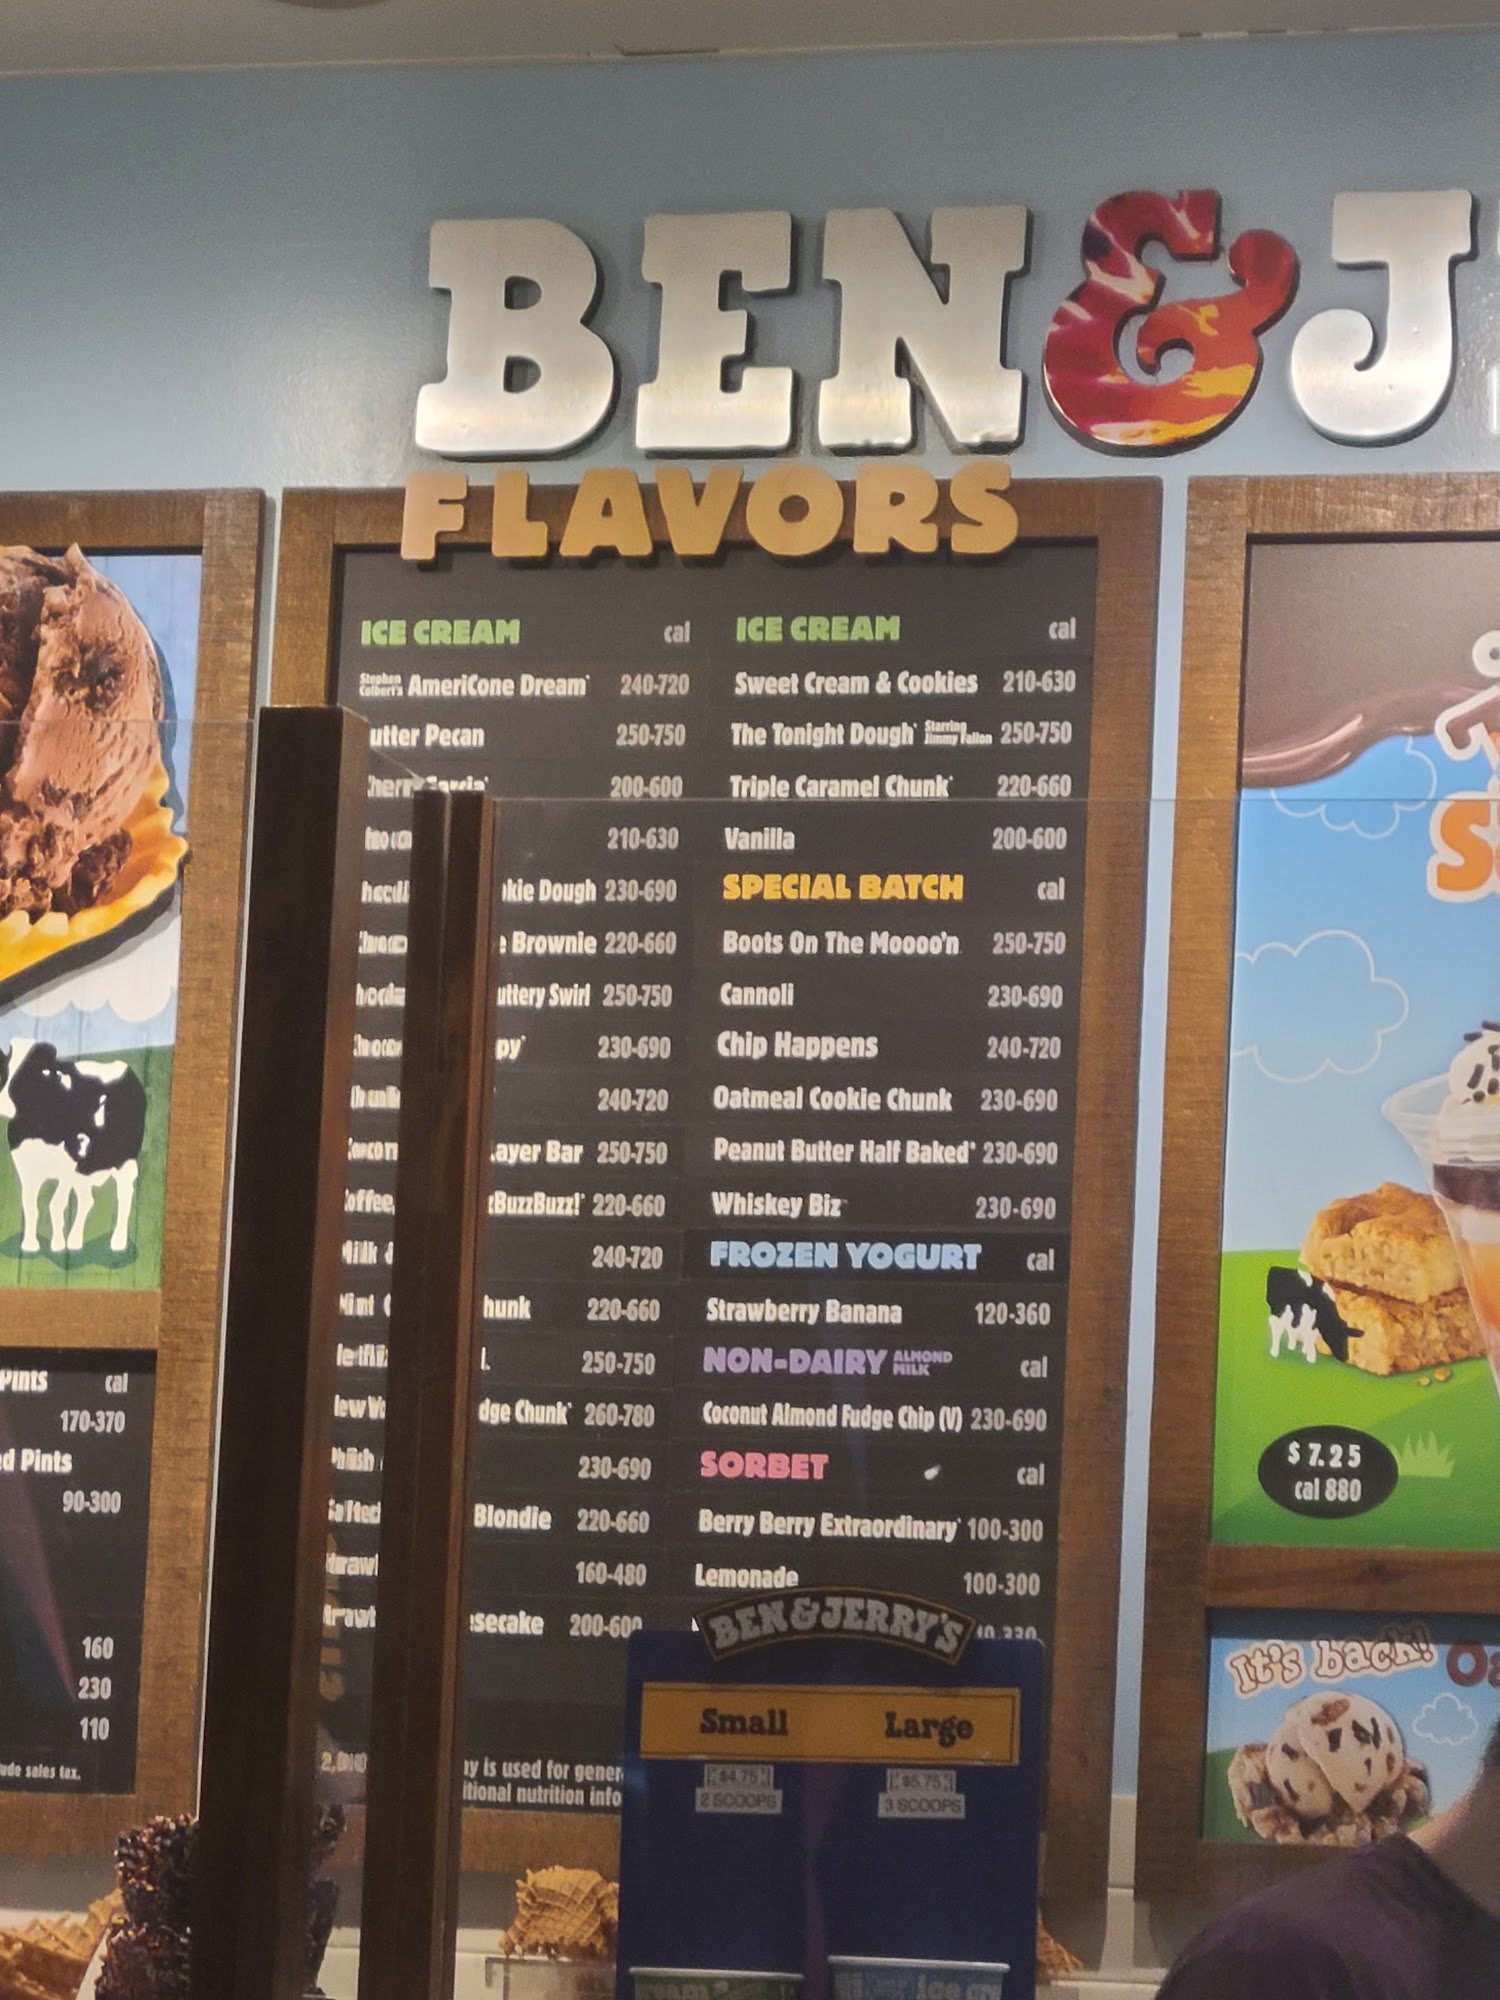 BEN & J
FLAVORS
ICE CREAM cal
Stephen Colbert's AmeriCone Dream 240-720
utter Pecan 250-750
200-600
210-630
kie Dough 230-690
e Brownie 220-660
uttery Swirl 250-750
py 230-690
240-720
ayer Bar 250-750
offee, BuzzBuzz! 220-660
240-720
hunk 220-660
250-750
dge Chunk 260-780
230-690
Blondie 220-660
160-480
secake 200-600
y is used for gener
itional nutrition info
ICE CREAM cal
Sweet Cream & Cookies 210-630
The Tonight Dough Starring Jimmy Fallon 250-750
Triple Caramel Chunk 220-660
Vanilla 200-600
SPECIAL BATCH cal
Boots On The Moooo'n 250-750
Cannoli 230-690
Chip Happens 240-720
Oatmeal Cookie Chunk 230-690
Peanut Butter Half Baked 230-690
Whiskey Biz 230-690
FROZEN YOGURT cal
Strawberry Banana 120-360
NON-DAIRY ALMOND MILK cal
Coconut Almond Fudge Chip (V) 230-690
SORBET cal
Berry Berry Extraordinary 100-300
Lemonade 100-300
BEN & JERRY'S
Small Large
$4.75 $5.75
2 SCOOPS 3 SCOOPS
Pints cal
170-370
d Pints
90-300
160
230
110
ude sales tax.
$7.25
cal 880
It's back!